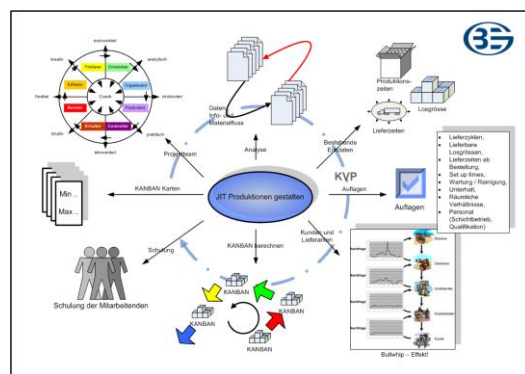 extrovertiert
kreativ
analytisch
Förderer
Entwickler
Entdecker
Organisator
flexibel
Coach
strukturiert
Berater
Produzent
Erhalter
Controller
intuitiv
praktisch
introvertiert
Daten,
Info- und
Materialfluss
Projektteam
Analyse
Produktions-
zeiten
Losgrösse
Lieferzeiten
Bestehende
KVP
Auflagen
Auflagen
JIT Produktionen gestalten
KANBAN Karten
Min ..
Max ..
Lieferzyklen,
Lieferbare
Losgrössen,
Lieferzeiten ab
Bestellung,
Set up times,
Wartung / Reinigung,
Unterhalt,
Räumliche
Verhältnisse,
Personal
(Schichtbetrieb,
Qualifikation)
Schulung
KANBAN berechnen
Kunden und
Lieferanten
Schulung der Mitarbeitenden
KANBAN
KANBAN
KANBAN
KANBAN
Bullwhip – Effekt!